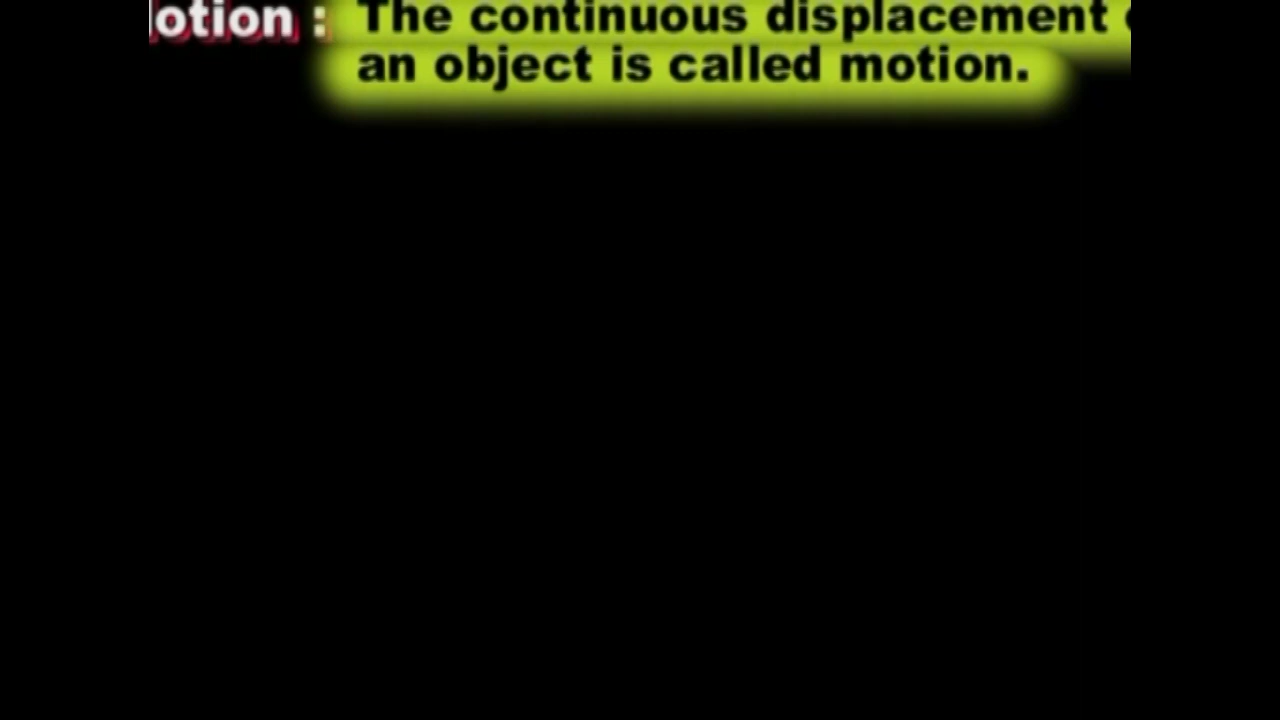 otion : The continuous displacement
an object is called motion.